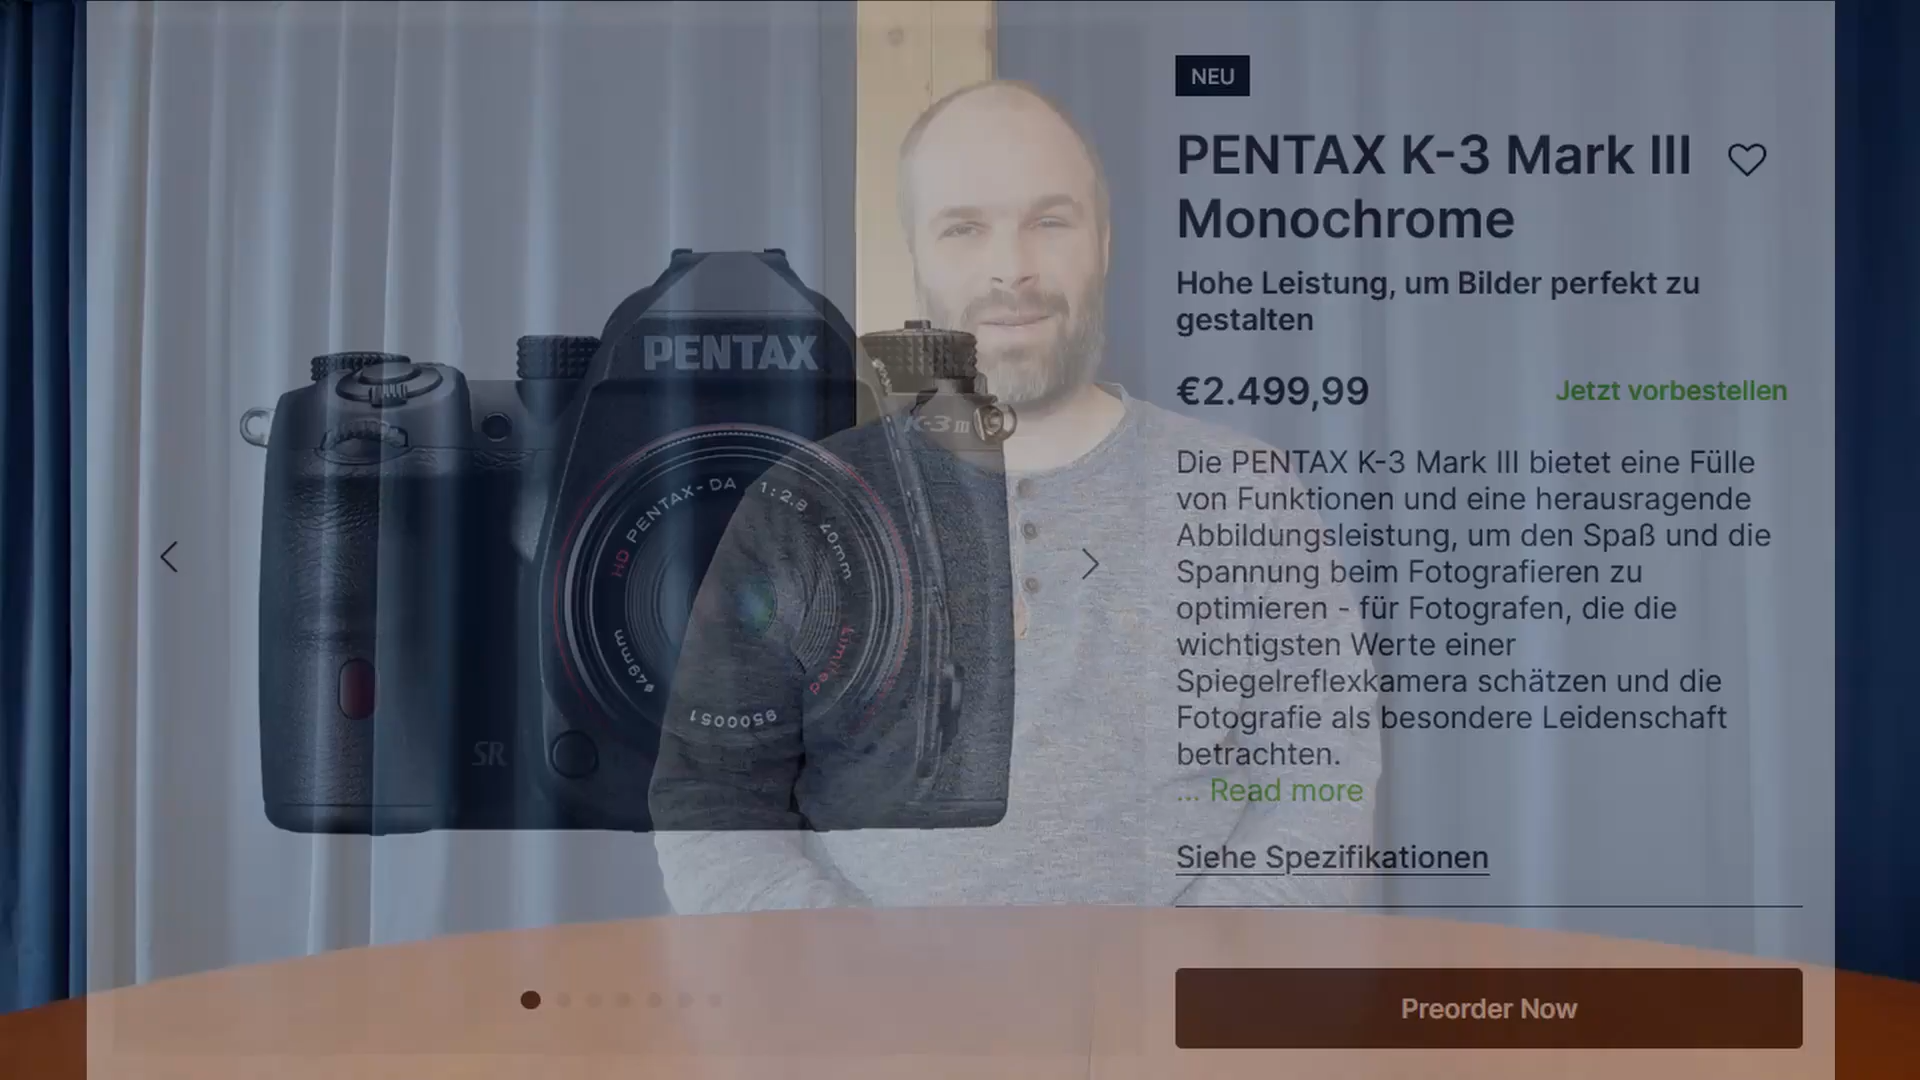 NEU
PENTAX K-3 Mark III
Monochrome
Hohe Leistung, um Bilder perfekt zu
gestalten
€2.499,99
Jetzt vorbestellen
Die PENTAX K-3 Mark III bietet eine Fülle
von Funktionen und eine herausragende
Abbildungsleistung, um den Spaß und die
Spannung beim Fotografieren zu
optimieren - für Fotografen, die die
wichtigsten Werte einer
Spiegelreflexkamera schätzen und die
Fotografie als besondere Leidenschaft
betrachten.
... Read more
Siehe Spezifikationen
Preorder Now
PENTAX
K-3 III
HD PENTAX-DA 1:2.8 40mm Limited
9500051
ø49mm
SR